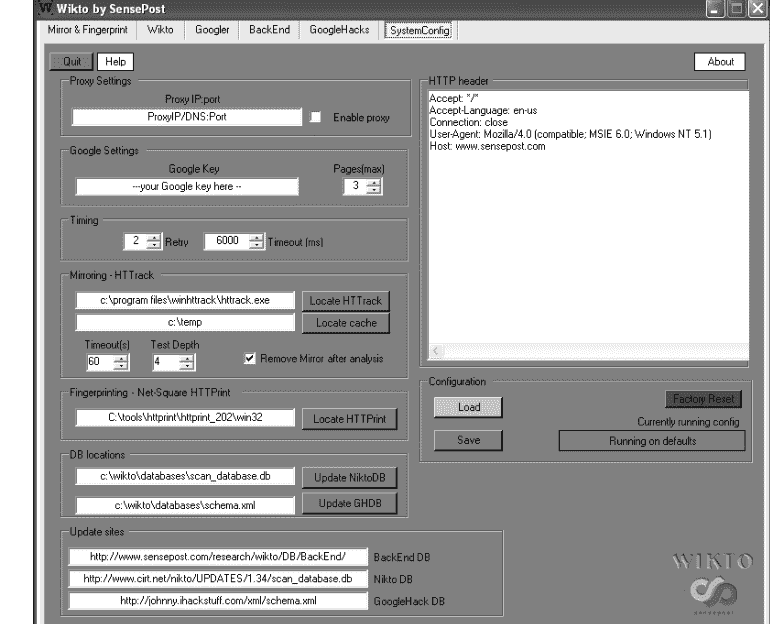 Wikto by SensePost
Mirror & Fingerprint Wikto Googler BackEnd GoogleHacks SystemConfig
Quit Help About
Proxy Settings
Proxy IP:port
ProxyIP/DNS:Port Enable proxy
Google Settings
Google Key Pages(max)
---your Google key here -- 3
Timing
2 Retry 6000 Timeout (ms)
Mirroring - HTTrack
c:\program files\winhttrack\httrack.exe Locate HTTrack
c:\temp Locate cache
Timeout(s) Test Depth
60 4 Remove Mirror after analysis
Fingerprinting - Net-Square HTTPrint
C:\tools\httprint\httprint_202\win32 Locate HTTPrint
DB locations
c:\wikto\databases\scan_database.db Update NiktoDB
c:\wikto\databases\schema.xml Update GHDB
Update sites
http://www.sensepost.com/research/wikto/DB/BackEnd/ BackEnd DB
http://www.cirt.net/nikto/UPDATES/1.34/scan_database.db Nikto DB
http://johnny.ihackstuff.com/xml/schema.xml GoogleHack DB
HTTP header
Accept: */*
Accept-Language: en-us
Connection: close
User-Agent: Mozilla/4.0 (compatible; MSIE 6.0; Windows NT 5.1)
Host: www.sensepost.com
Configuration
Load Factory Reset
Currently running config
Save Running on defaults
WIKTO
sensepost